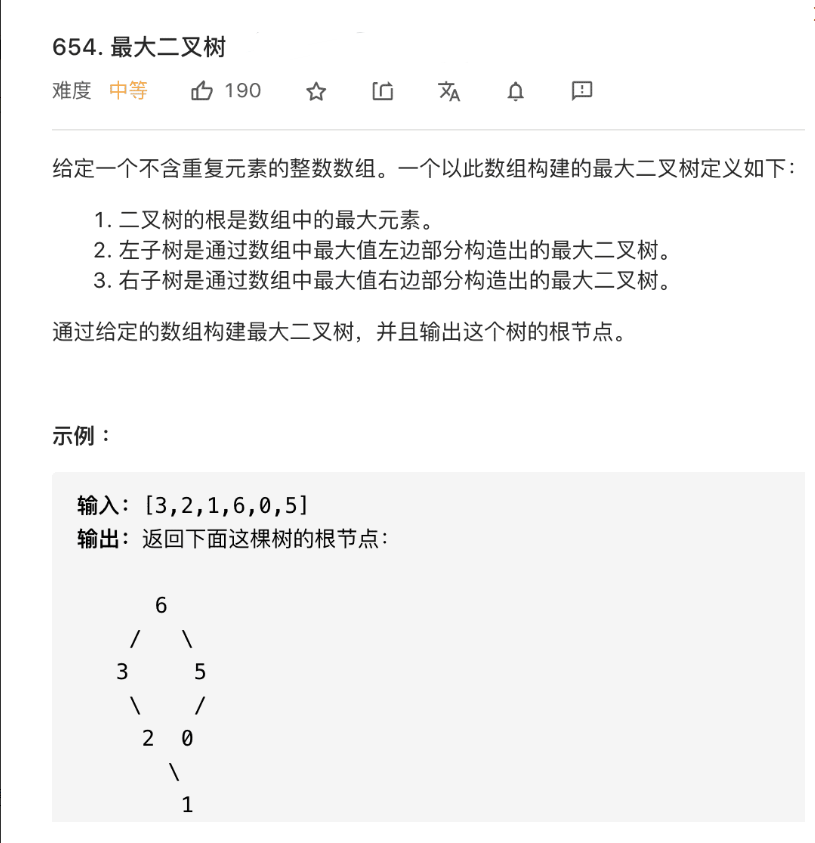 654. 最大二叉树
难度 中等 190
给定一个不含重复元素的整数数组。一个以此数组构建的最大二叉树定义如下：
1. 二叉树的根是数组中的最大元素。
2. 左子树是通过数组中最大值左边部分构造出的最大二叉树。
3. 右子树是通过数组中最大值右边部分构造出的最大二叉树。
通过给定的数组构建最大二叉树，并且输出这个树的根节点。
示例 ：
输入：[3,2,1,6,0,5]
输出：返回下面这棵树的根节点：
6
/ \
3 5
\ /
2 0
\
1